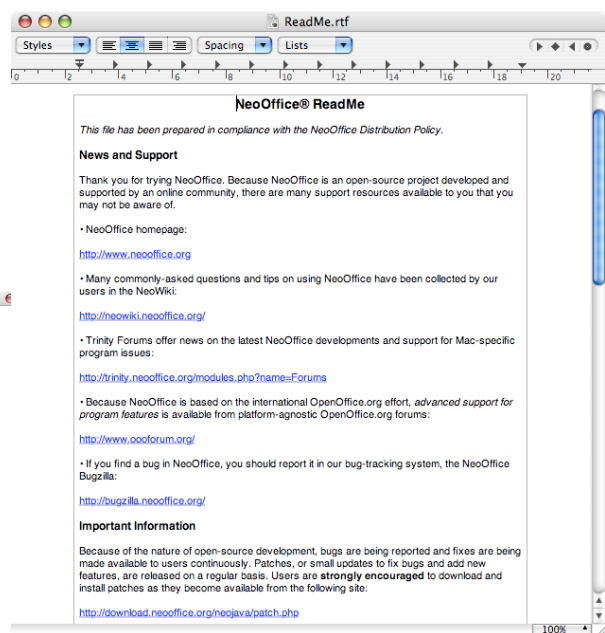 ReadMe.rtf
Styles Spacing Lists
0 2 4 6 8 10 12 14 16 18 20
NeoOffice® ReadMe
This file has been prepared in compliance with the NeoOffice Distribution Policy.
News and Support
Thank you for trying NeoOffice. Because NeoOffice is an open-source project developed and
supported by an online community, there are many support resources available to you that you
may not be aware of.
• NeoOffice homepage:
http://www.neooffice.org
• Many commonly-asked questions and tips on using NeoOffice have been collected by our
users in the NeoWiki:
http://neowiki.neooffice.org/
• Trinity Forums offer news on the latest NeoOffice developments and support for Mac-specific
program issues:
http://trinity.neooffice.org/modules.php?name=Forums
• Because NeoOffice is based on the international OpenOffice.org effort, advanced support for
program features is available from platform-agnostic OpenOffice.org forums:
http://www.oooforum.org/
• If you find a bug in NeoOffice, you should report it in our bug-tracking system, the NeoOffice
Bugzilla:
http://bugzilla.neooffice.org/
Important Information
Because of the nature of open-source development, bugs are being reported and fixes are being
made available to users continuously. Patches, or small updates to fix bugs and add new
features, are released on a regular basis. Users are strongly encouraged to download and
install patches as they become available from the following site:
http://download.neooffice.org/neojava/patch.php
100%